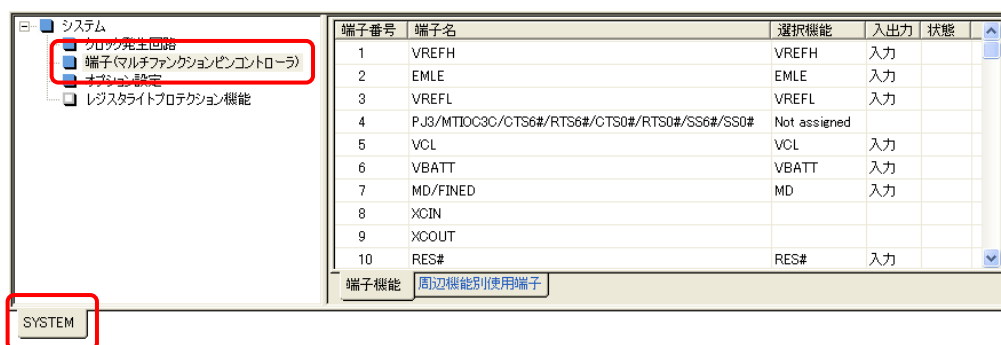 システム
クロック発生回路
端子(マルチファンクションピンコントローラ)
オプション設定
レジスタライトプロテクション機能
端子番号 端子名 選択機能 入出力 状態
1 VREFH VREFH 入力
2 EMLE EMLE 入力
3 VREFL VREFL 入力
4 PJ3/MTIOC3C/CTS6#/RTS6#/CTS0#/RTS0#/SS6#/SS0# Not assigned
5 VCL VCL 入力
6 VBATT VBATT 入力
7 MD/FINED MD 入力
8 XCIN
9 XCOUT
10 RES# RES# 入力
端子機能 周辺機能別使用端子
SYSTEM